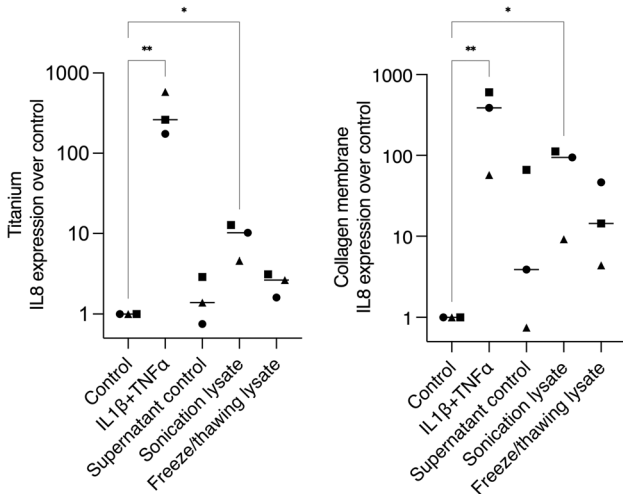 *
**
Titanium
IL8 expression over control
1000
100
10
1
Control
IL1β+TNFα
Supernatant control
Sonication lysate
Freeze/thawing lysate
*
**
Collagen membrane
IL8 expression over control
1000
100
10
1
Control
IL1β+TNFα
Supernatant control
Sonication lysate
Freeze/thawing lysate